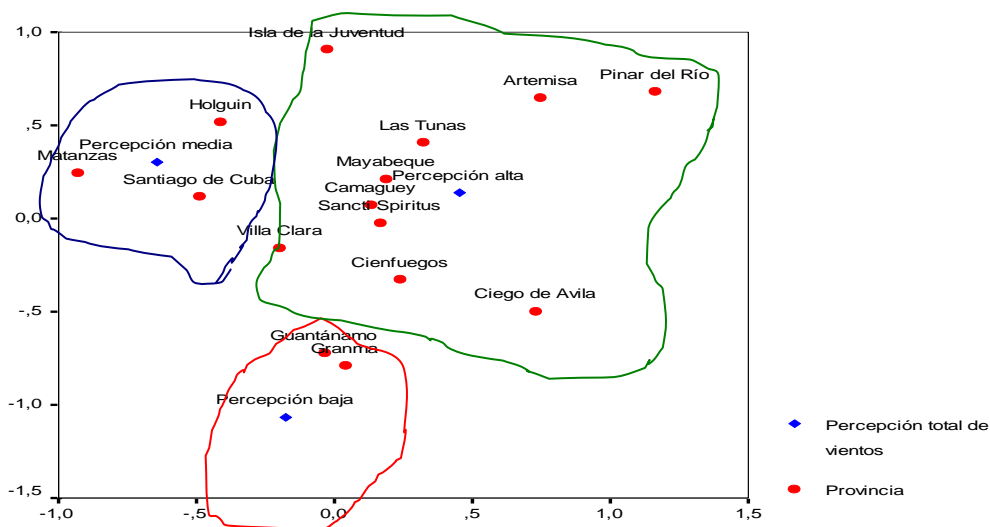 1,0
Isla de la Juventud
Artemisa
Pinar del Río
Holguin
,5
Las Tunas
Percepción media
Matanzas
Mayabeque
Percepción alta
Santiago de Cuba
Camaguey
Sancti Spiritus
0,0
Villa Clara
Cienfuegos
Ciego de Avila
-,5
Guantánamo
Granma
-1,0
Percepción baja
Percepción total de
vientos
Provincia
-1,5
-1,0
-,5
0,0
,5
1,0
1,5